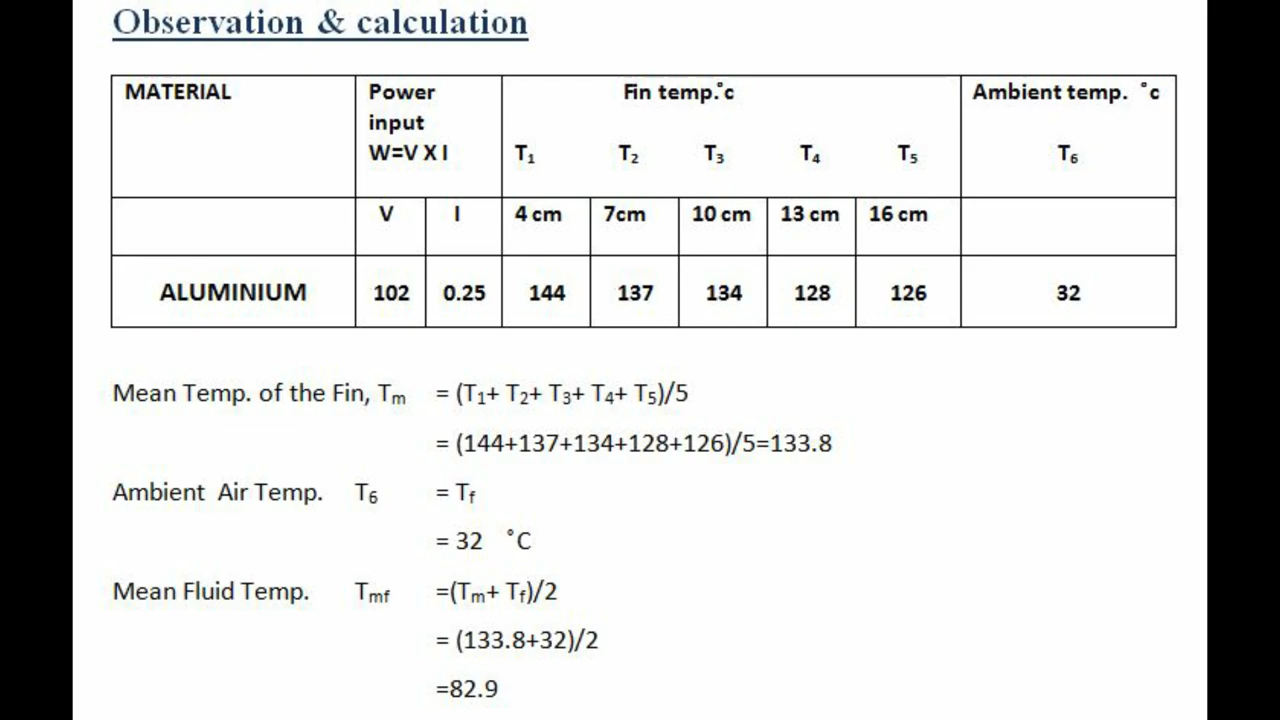 Observation & calculation
MATERIAL Power Fin temp.˚c Ambient temp. ˚c
input
W=V X I T₁ T₂ T₃ T₄ T₅ T₆
V I 4 cm 7cm 10 cm 13 cm 16 cm
ALUMINIUM 102 0.25 144 137 134 128 126 32
Mean Temp. of the Fin, Tm = (T₁+ T₂+ T₃+ T₄+ T₅)/5
= (144+137+134+128+126)/5=133.8
Ambient Air Temp. T₆ = Tf
= 32 ˚C
Mean Fluid Temp. Tmf =(Tm+ Tf)/2
= (133.8+32)/2
=82.9